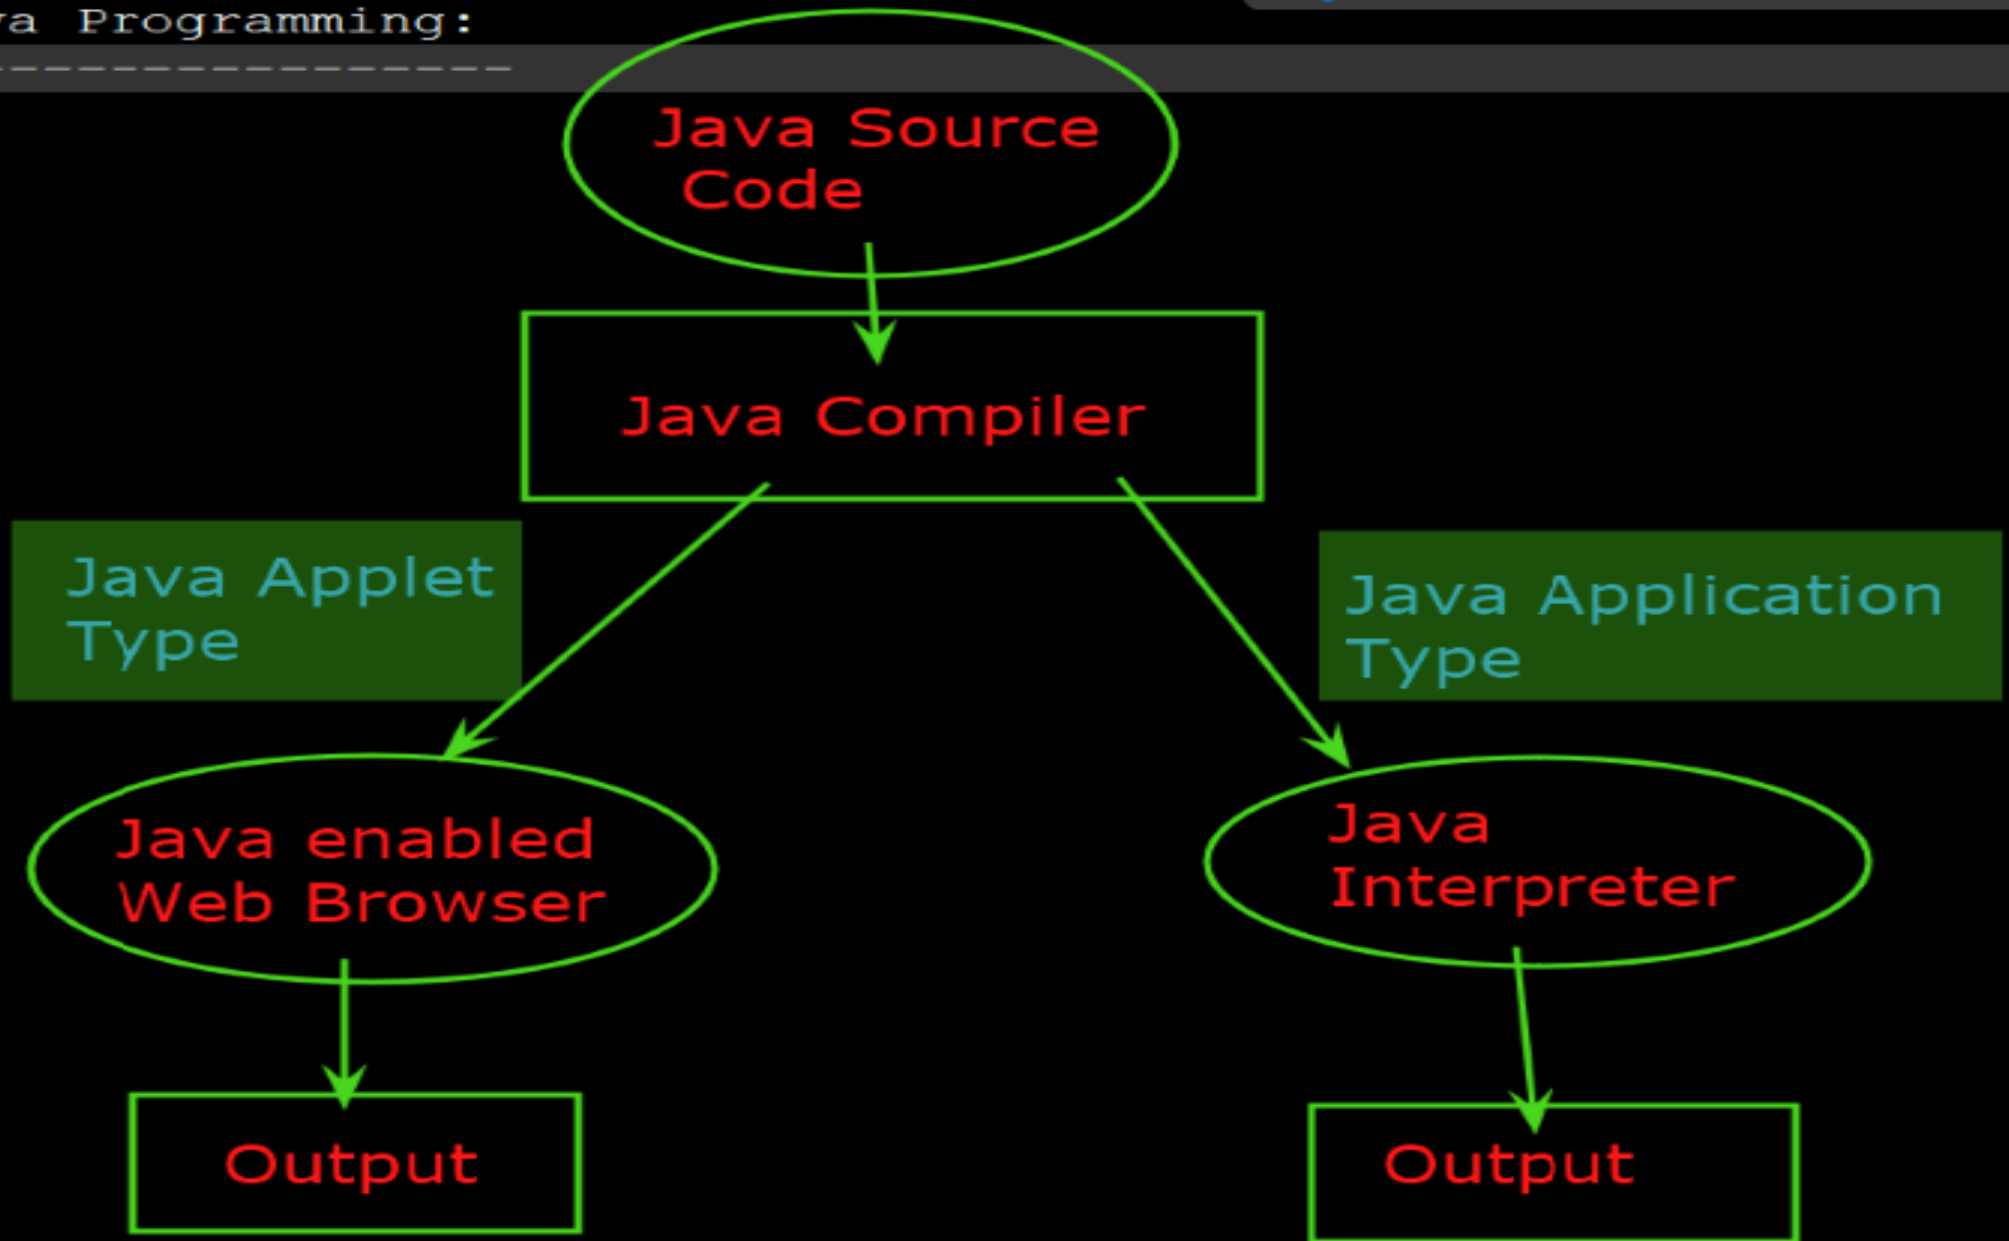 va Programming:
----------------
Java Source
Code
Java Compiler
Java Applet
Type
Java Application
Type
Java enabled
Web Browser
Java
Interpreter
Output
Output